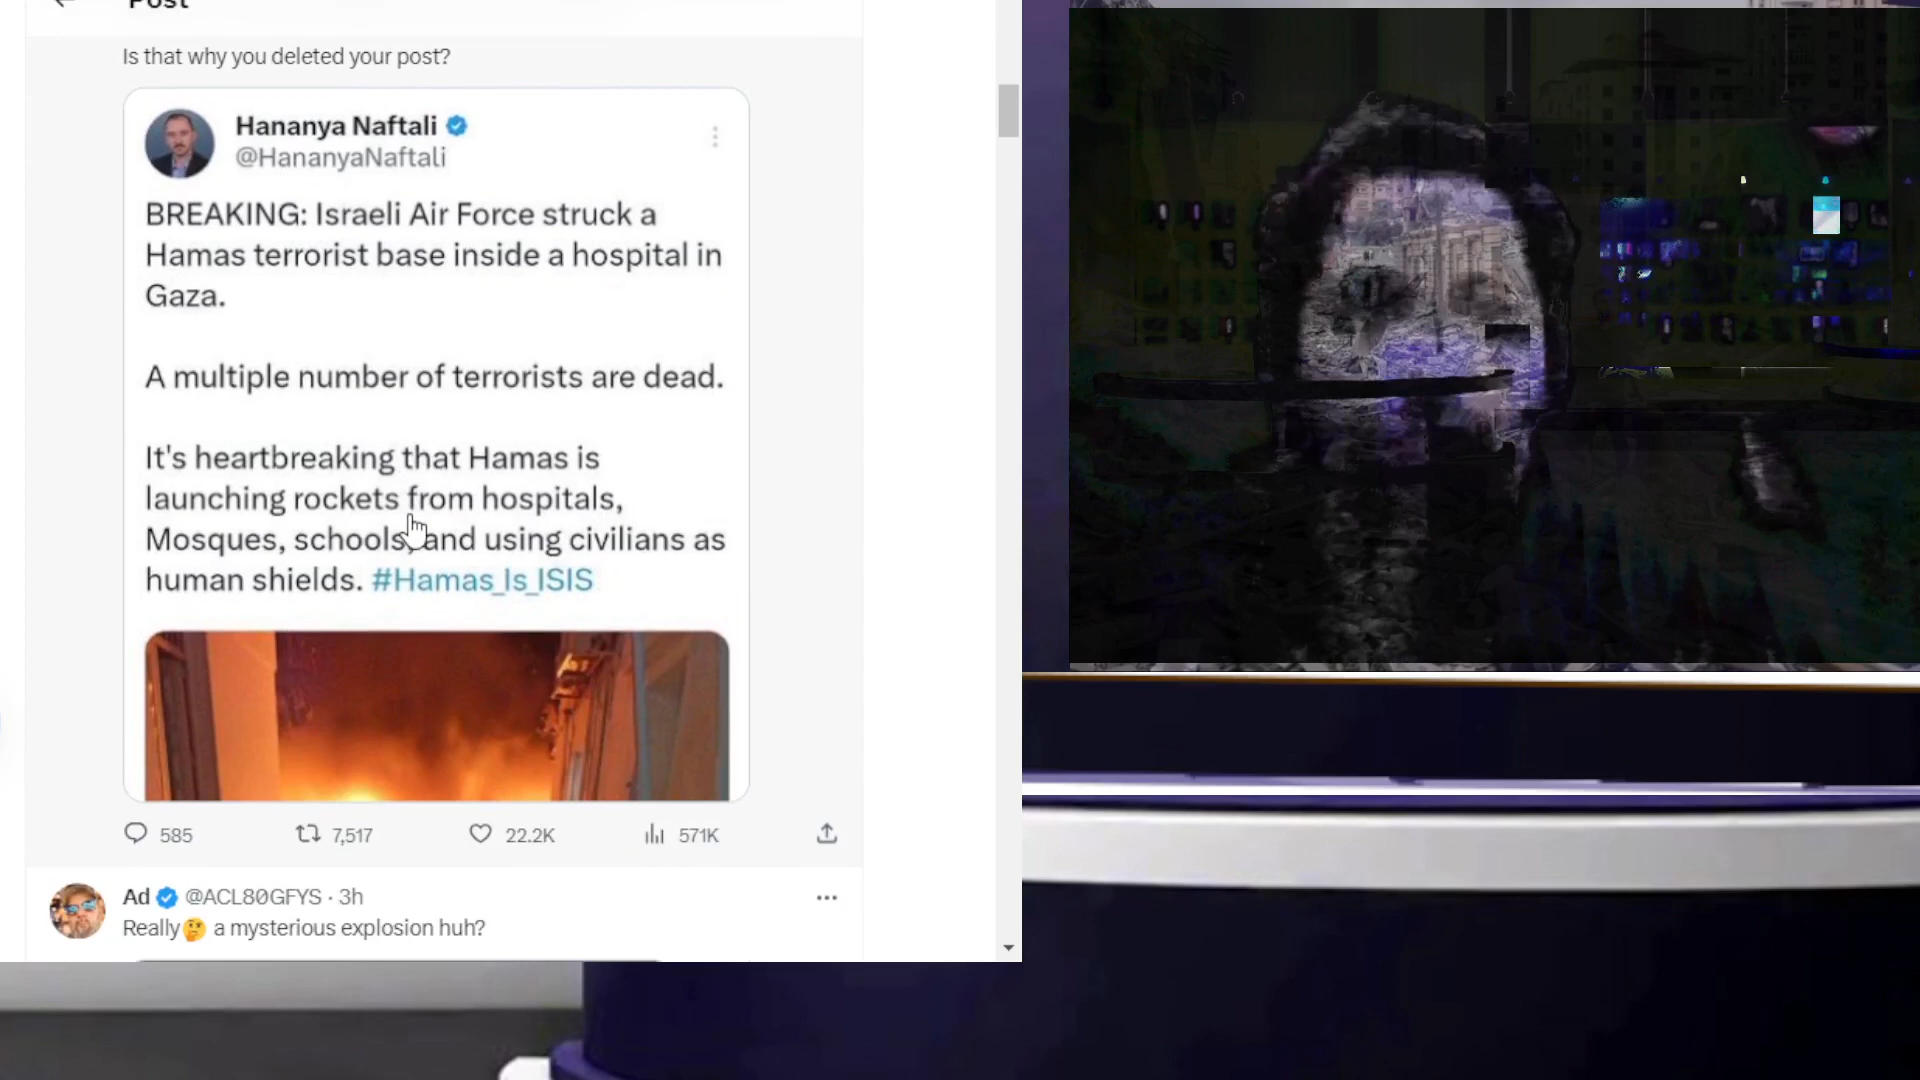 Post
Is that why you deleted your post?
Hananya Naftali
@HananyaNaftali
BREAKING: Israeli Air Force struck a
Hamas terrorist base inside a hospital in
Gaza.
A multiple number of terrorists are dead.
It's heartbreaking that Hamas is
launching rockets from hospitals,
Mosques, schools, and using civilians as
human shields. #Hamas_Is_ISIS
585 7,517 22.2K 571K
Ad @ACL80GFYS · 3h
Really🤔 a mysterious explosion huh?